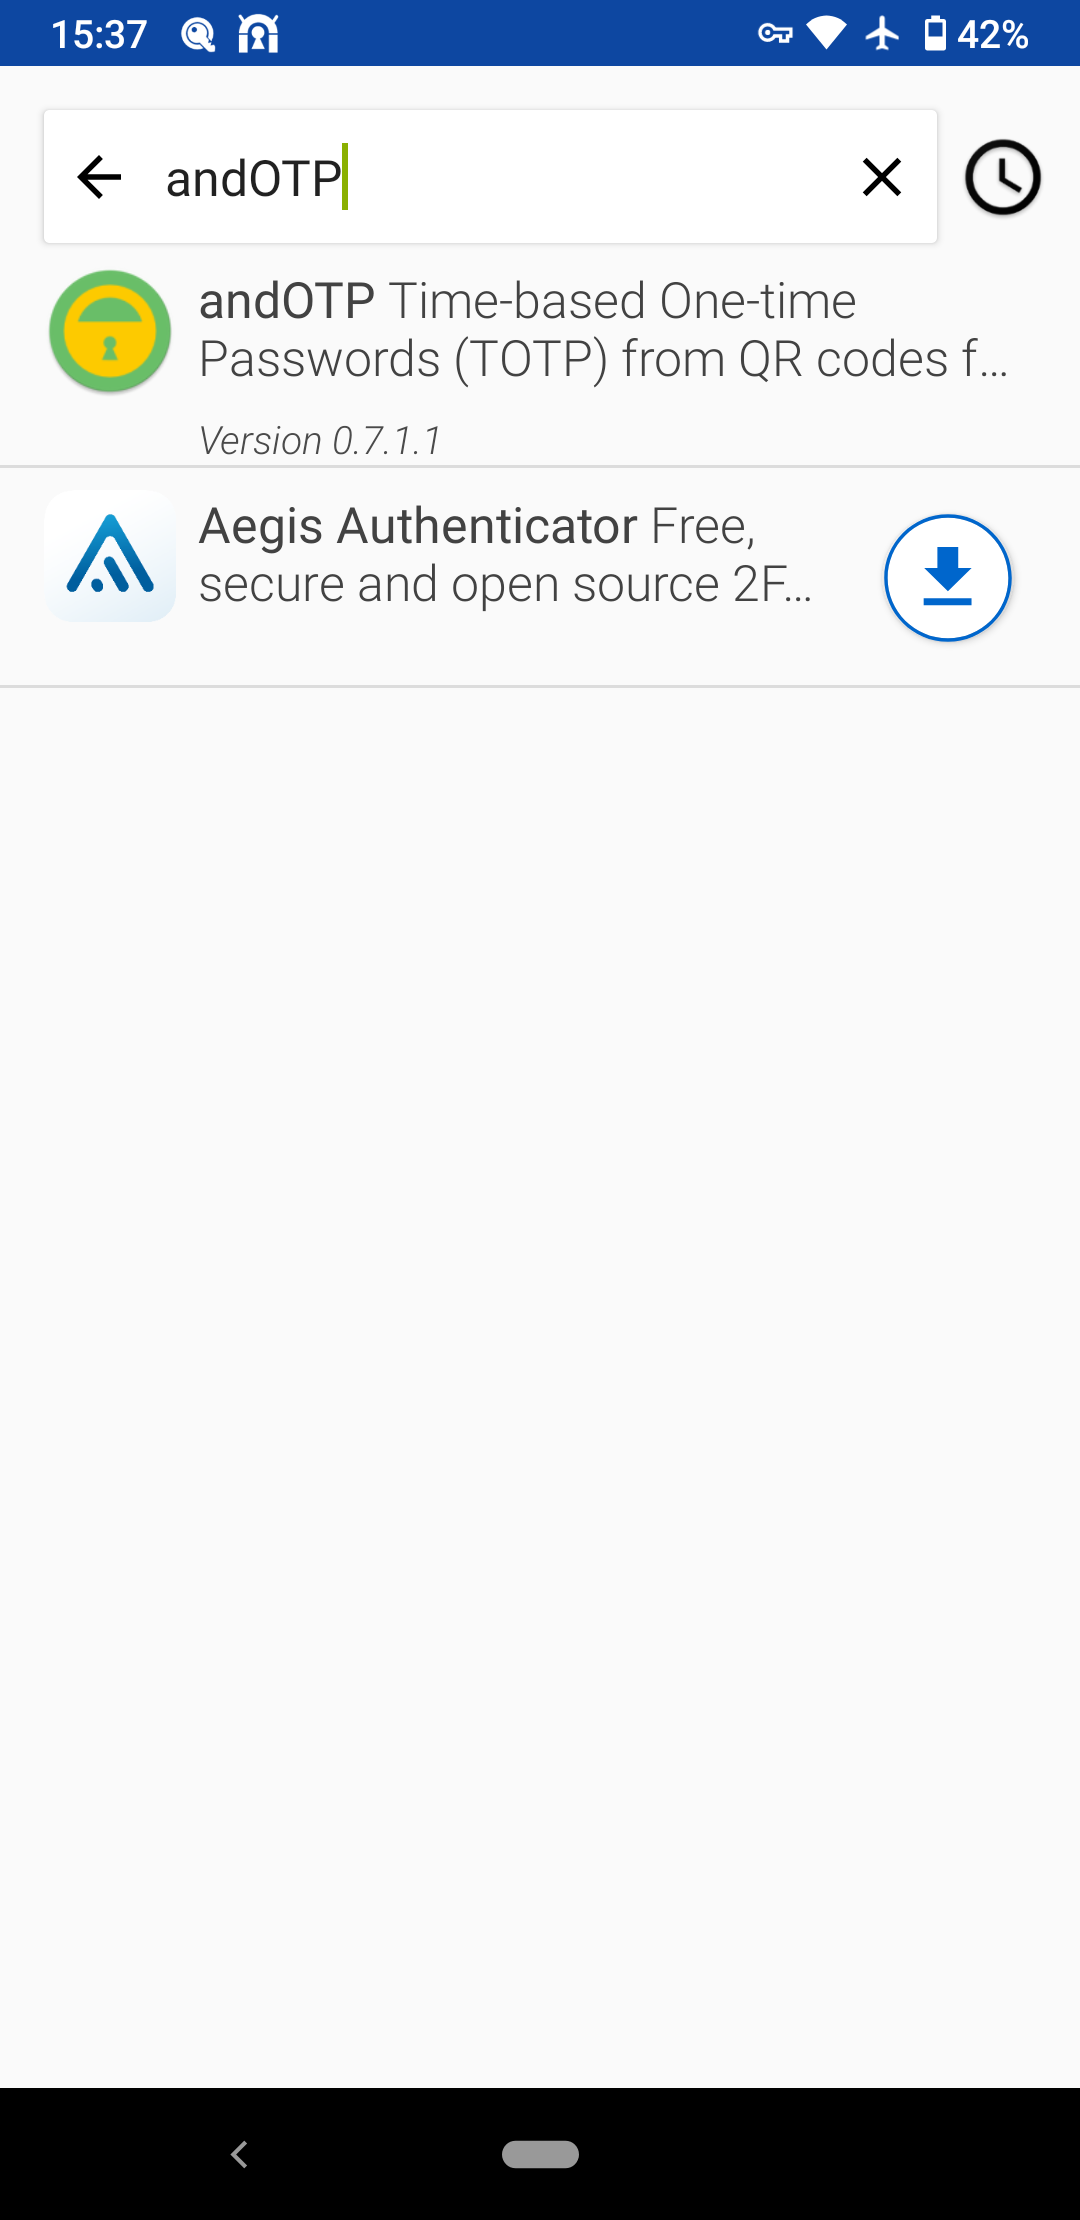 15:37
42%
andOTP
andOTP Time-based One-time
Passwords (TOTP) from QR codes f…
Version 0.7.1.1
Aegis Authenticator Free,
secure and open source 2F…